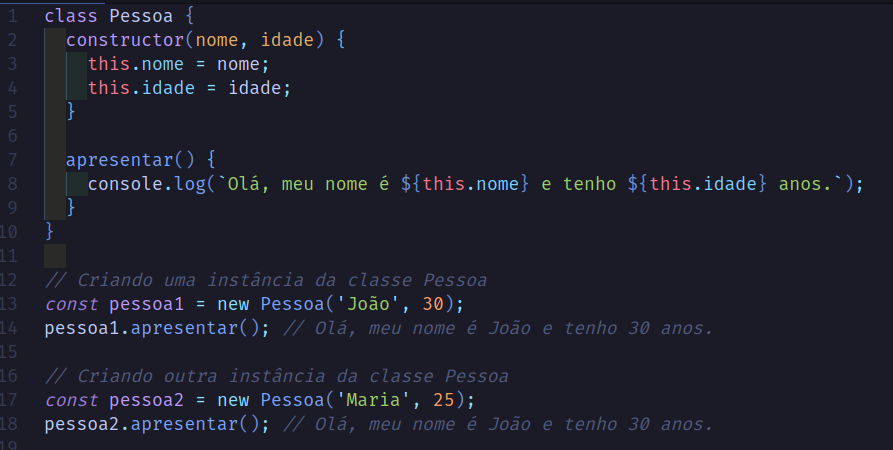 1 class Pessoa {
2   constructor(nome, idade) {
3     this.nome = nome;
4     this.idade = idade;
5   }
6
7   apresentar() {
8     console.log(`Olá, meu nome é ${this.nome} e tenho ${this.idade} anos.`);
9   }
10 }
11
12 // Criando uma instância da classe Pessoa
13 const pessoa1 = new Pessoa('João', 30);
14 pessoa1.apresentar(); // Olá, meu nome é João e tenho 30 anos.
15
16 // Criando outra instância da classe Pessoa
17 const pessoa2 = new Pessoa('Maria', 25);
18 pessoa2.apresentar(); // Olá, meu nome é João e tenho 30 anos.
19